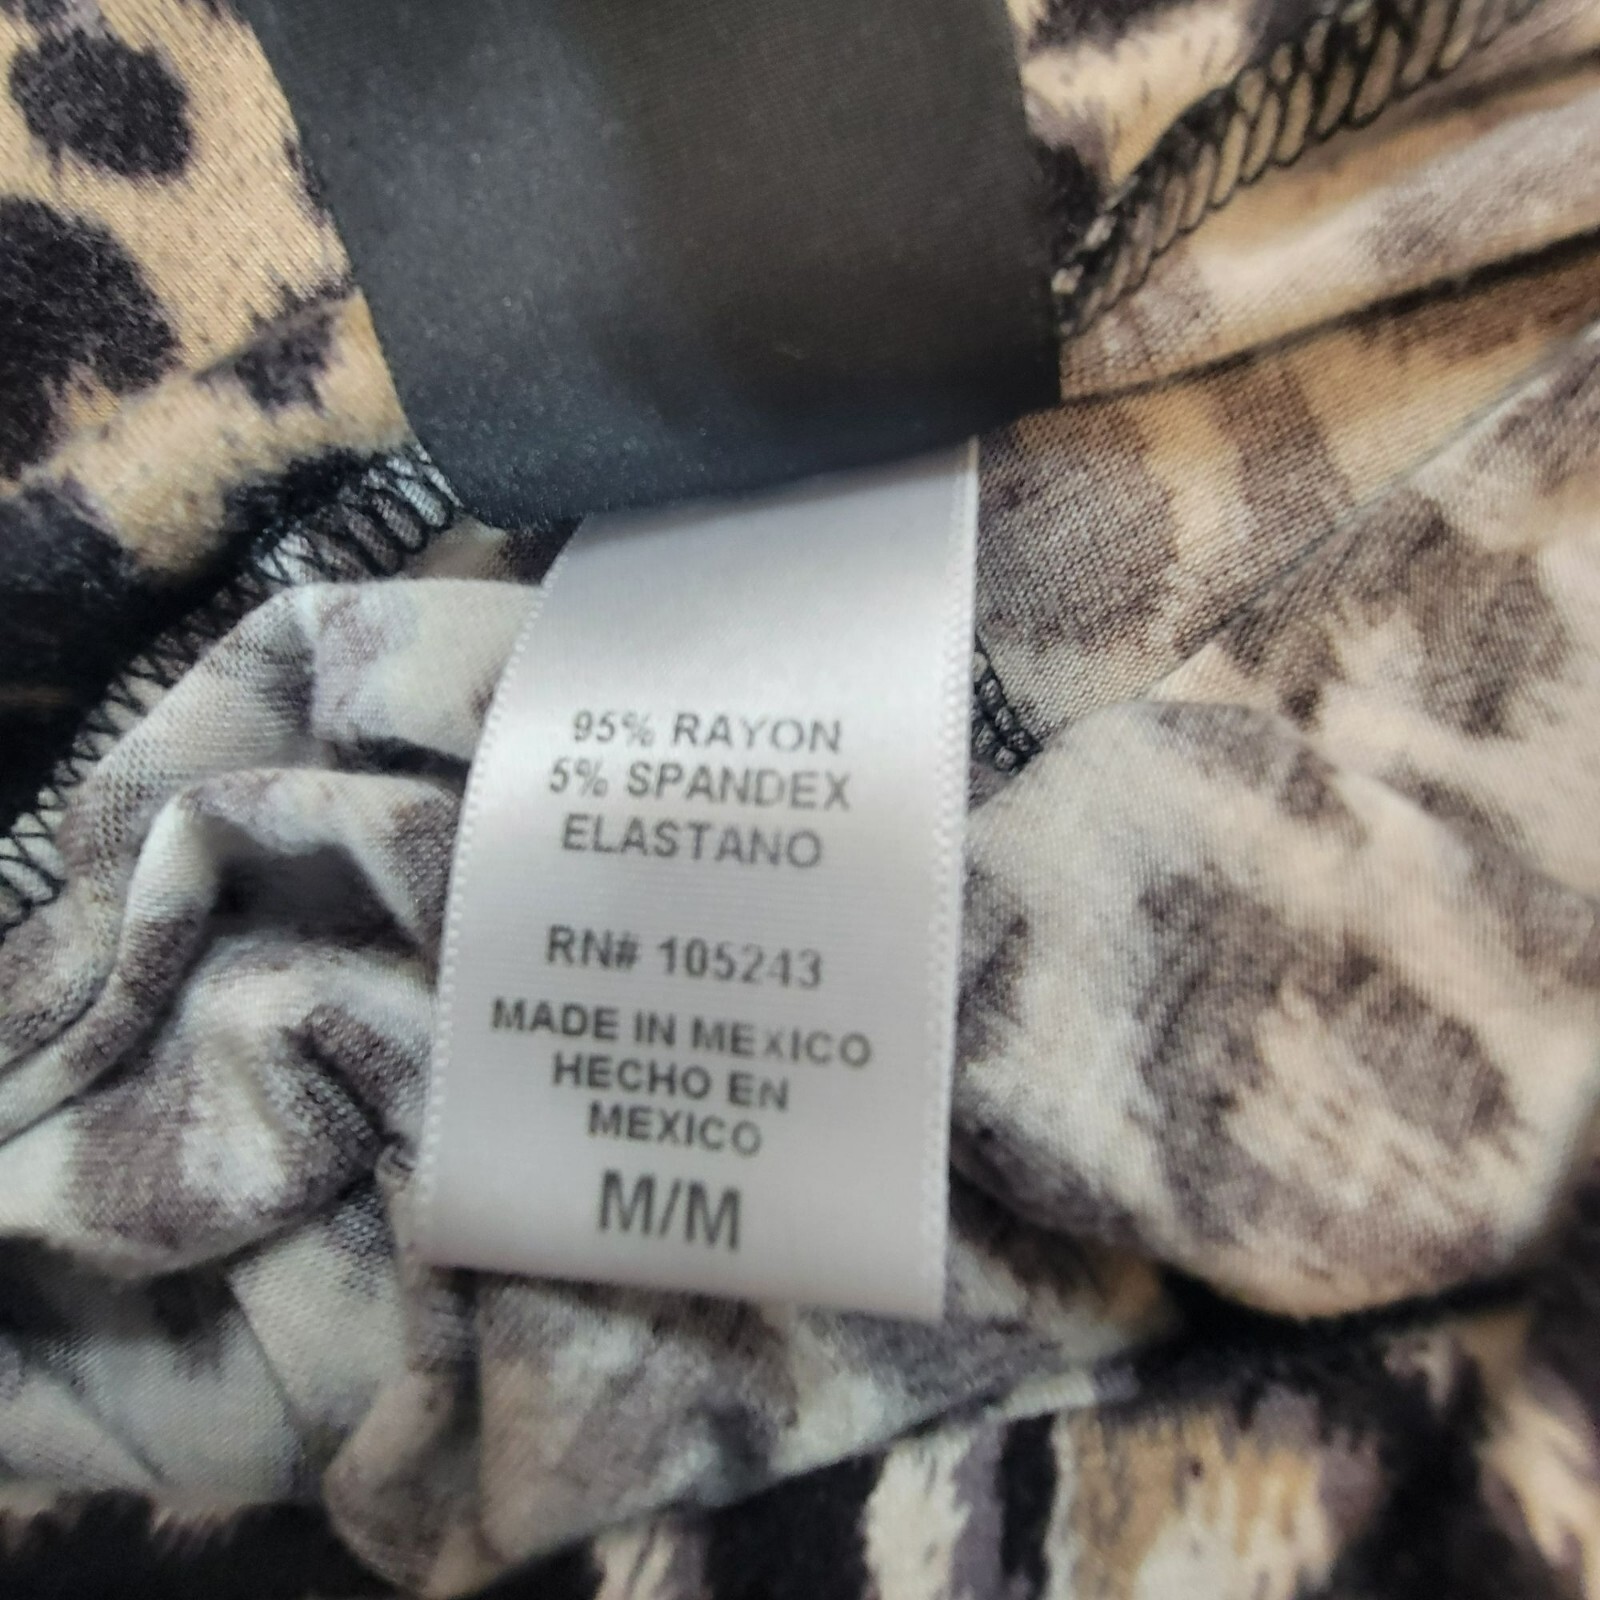 95% RAYON
5% SPANDEX
ELASTANO
RN# 105243
MADE IN MEXICO
HECHO EN
MEXICO
M/M